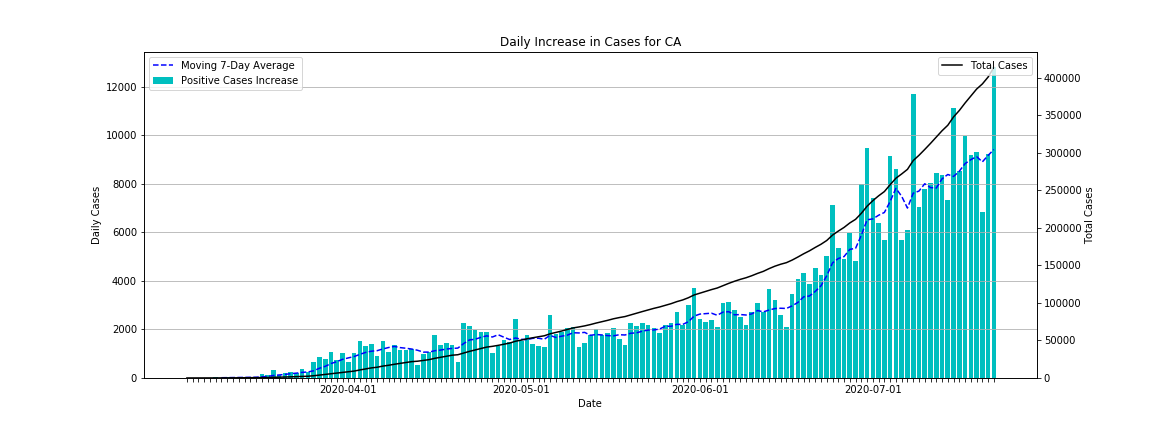 Daily Increase in Cases for CA
Moving 7-Day Average
Positive Cases Increase
Total Cases
12000
10000
8000
6000
4000
2000
0
Daily Cases
400000
350000
300000
250000
200000
150000
100000
50000
0
Total Cases
2020-04-01
2020-05-01
2020-06-01
2020-07-01
Date